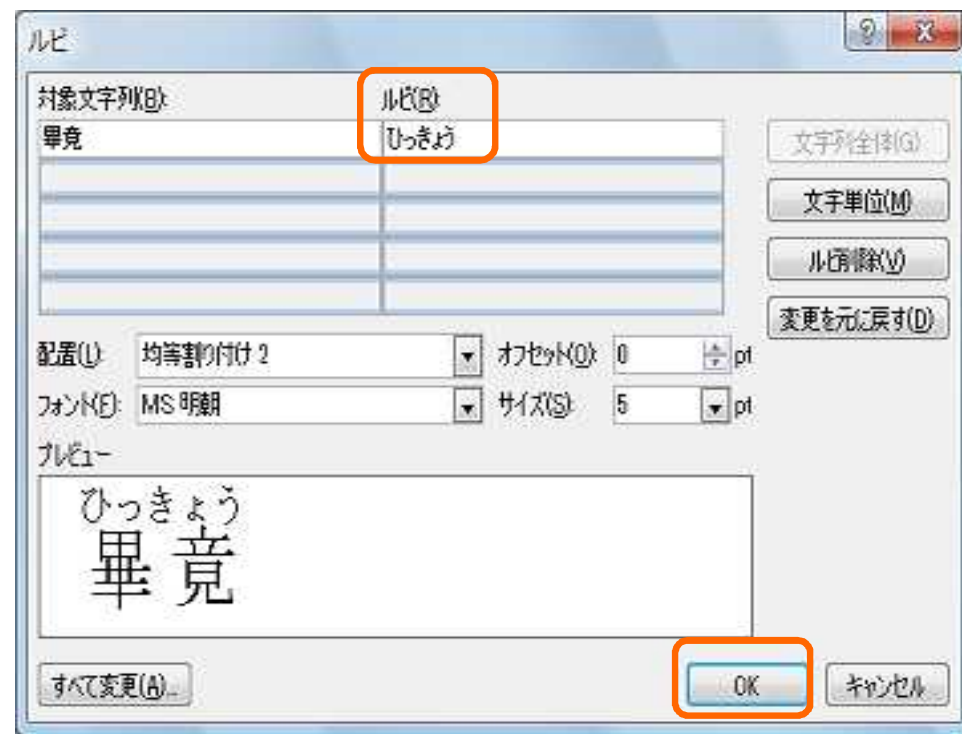 ルビ
対象文字列(B): ルビ(R):
畢竟 ひっきょう 文字列全体(G)
文字単位(M)
ルビ削除(V)
変更を元に戻す(D)
配置(L): 均等割り付け 2 オフセット(O): 0 pt
フォント(F): MS 明朝 サイズ(S): 5 pt
プレビュー
ひっきょう
畢竟
すべて変更(A)... OK キャンセル